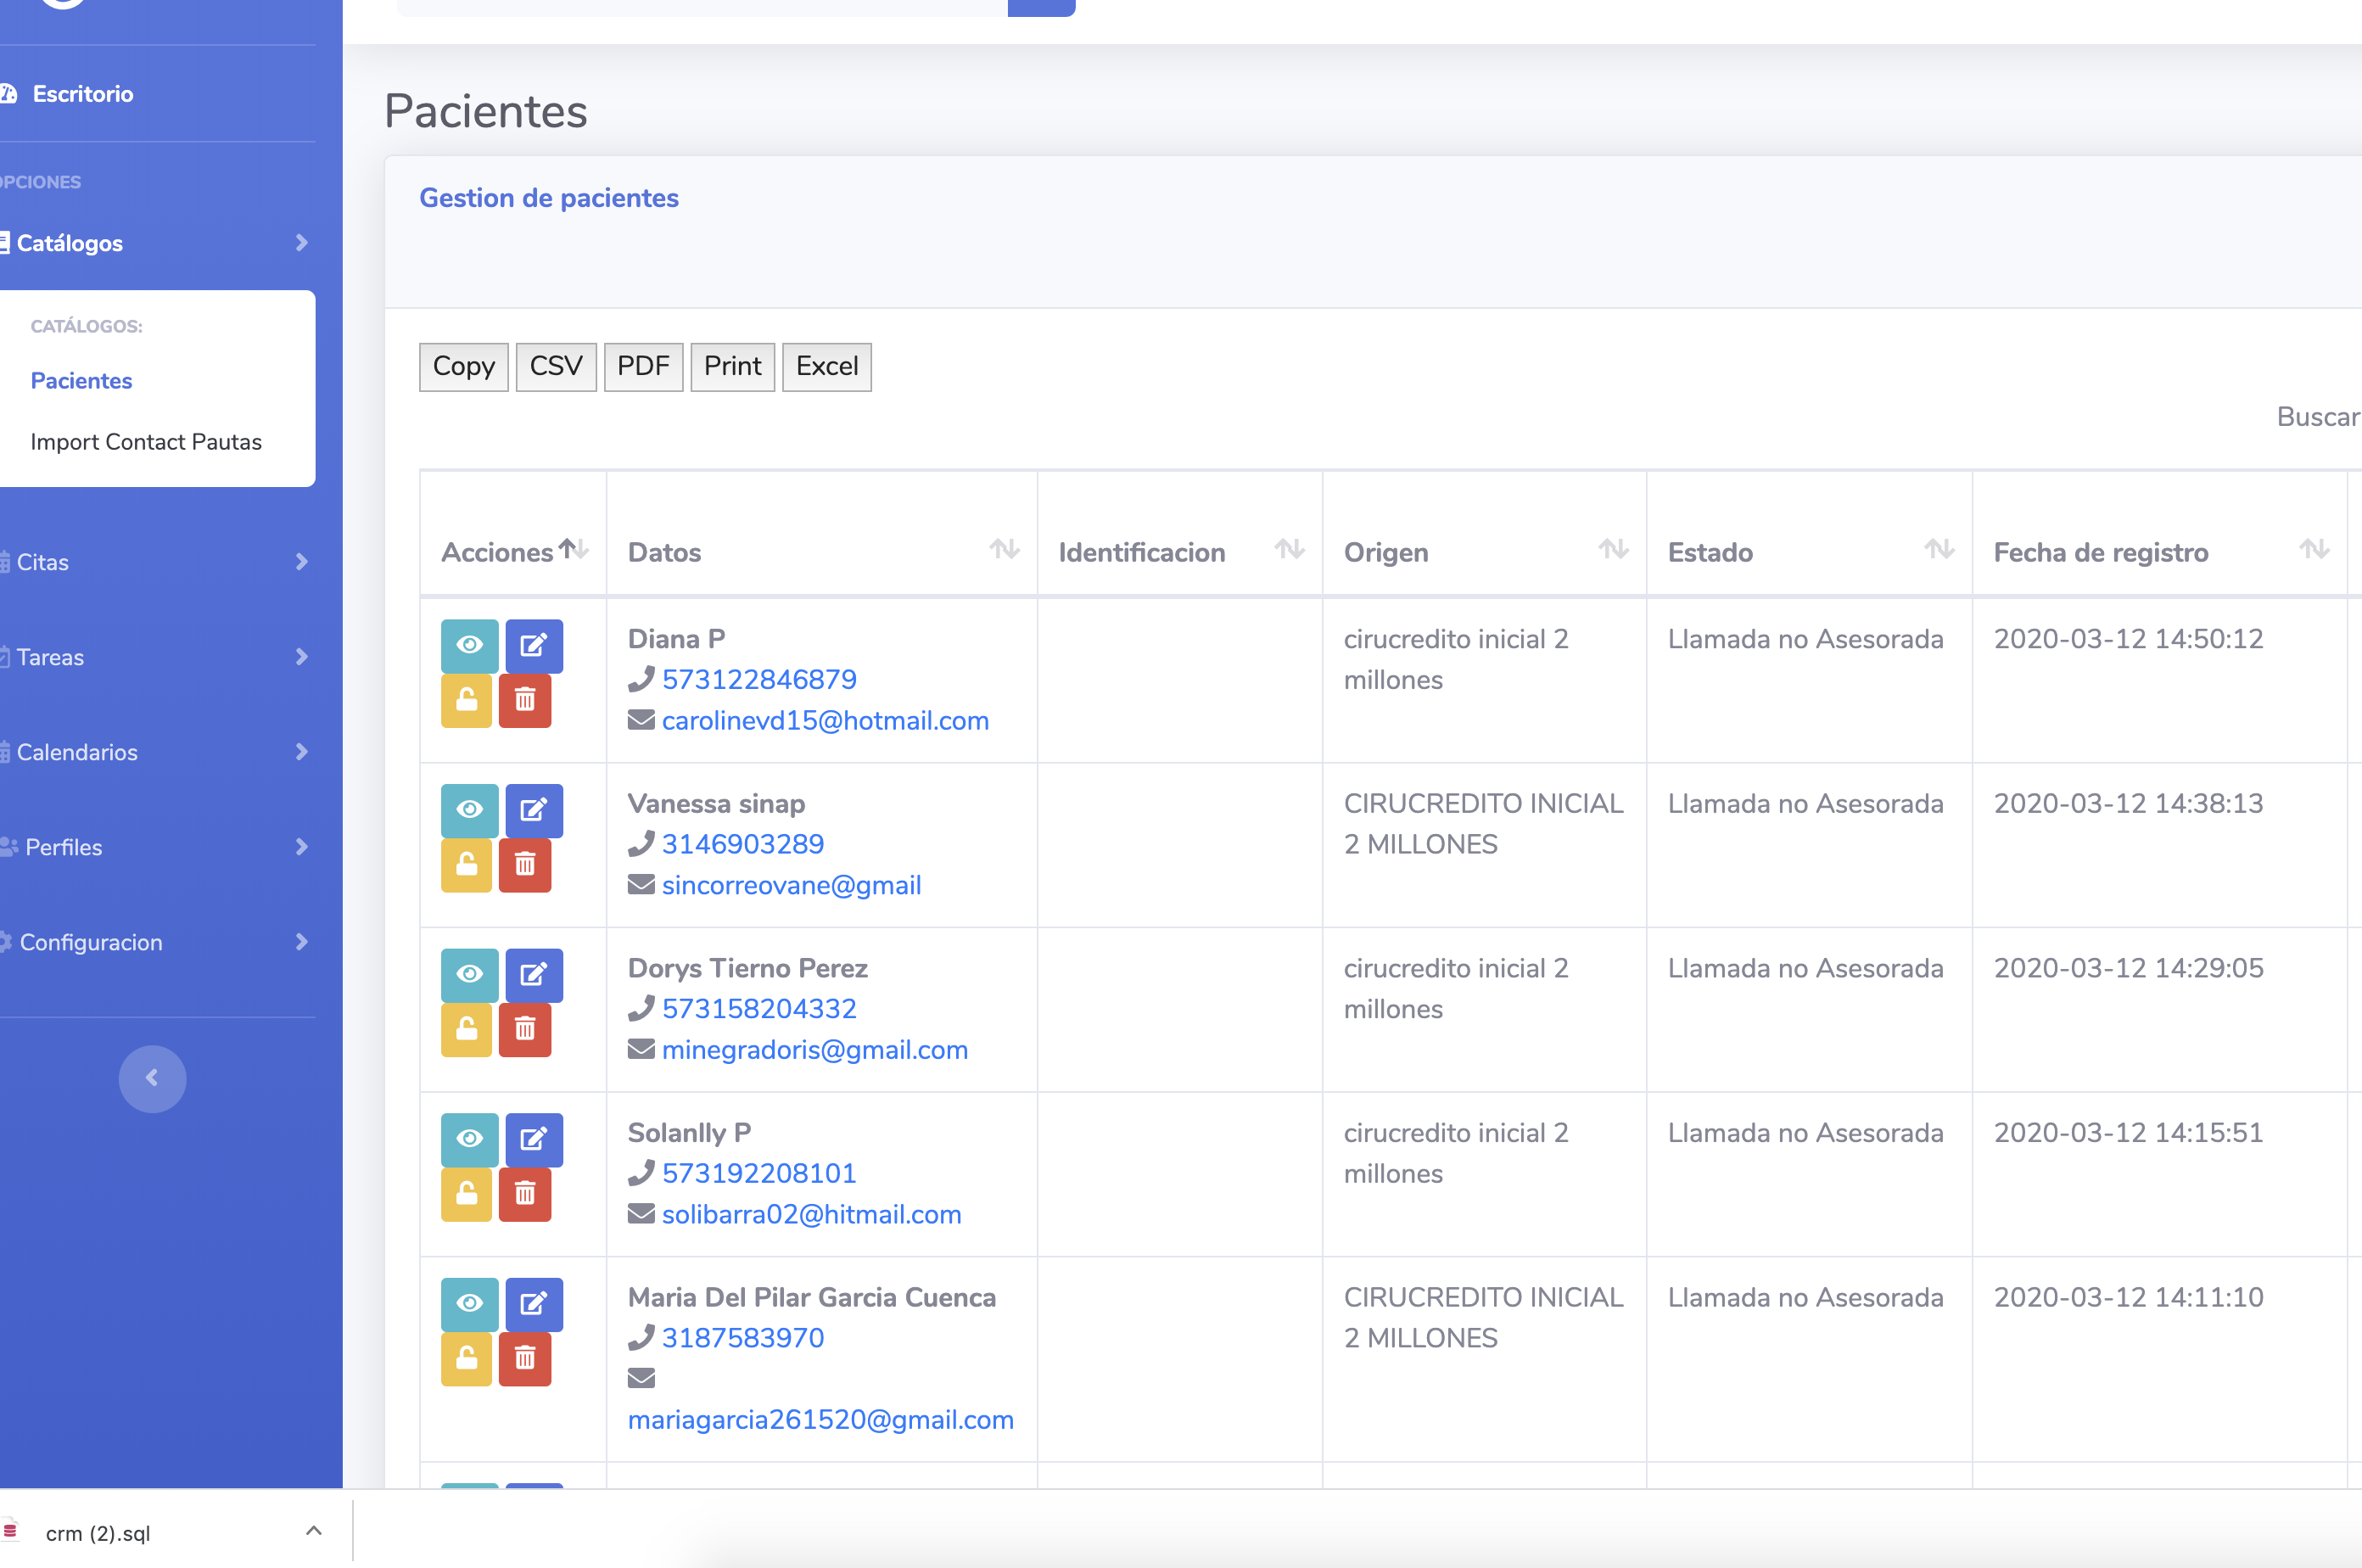 Escritorio
OPCIONES
Catálogos
CATÁLOGOS:
Pacientes
Import Contact Pautas
Citas
Tareas
Calendarios
Perfiles
Configuracion
Pacientes
Gestion de pacientes
Copy CSV PDF Print Excel
Buscar
Acciones Datos Identificacion Origen Estado Fecha de registro
Diana P
573122846879
carolinevd15@hotmail.com
cirucredito inicial 2
millones
Llamada no Asesorada
2020-03-12 14:50:12
Vanessa sinap
3146903289
sincorreovane@gmail
CIRUCREDITO INICIAL
2 MILLONES
Llamada no Asesorada
2020-03-12 14:38:13
Dorys Tierno Perez
573158204332
minegradoris@gmail.com
cirucredito inicial 2
millones
Llamada no Asesorada
2020-03-12 14:29:05
Solanlly P
573192208101
solibarra02@hitmail.com
cirucredito inicial 2
millones
Llamada no Asesorada
2020-03-12 14:15:51
Maria Del Pilar Garcia Cuenca
3187583970
mariagarcia261520@gmail.com
CIRUCREDITO INICIAL
2 MILLONES
Llamada no Asesorada
2020-03-12 14:11:10
crm (2).sql